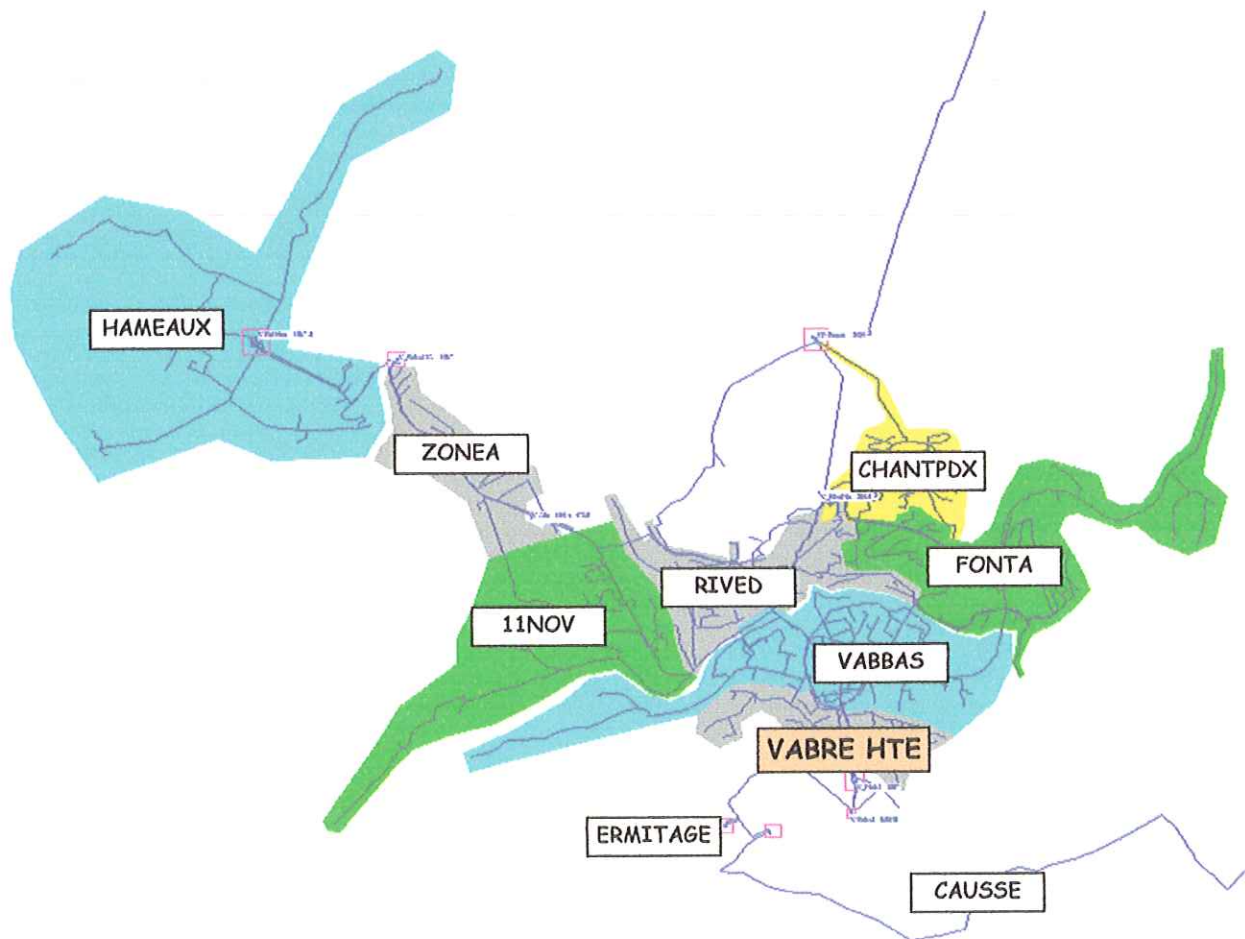 HAMEAUX
ZONEA
CHANTPDX
FONTA
RIVED
11NOV
VABBAS
VABRE HTE
ERMITAGE
CAUSSE